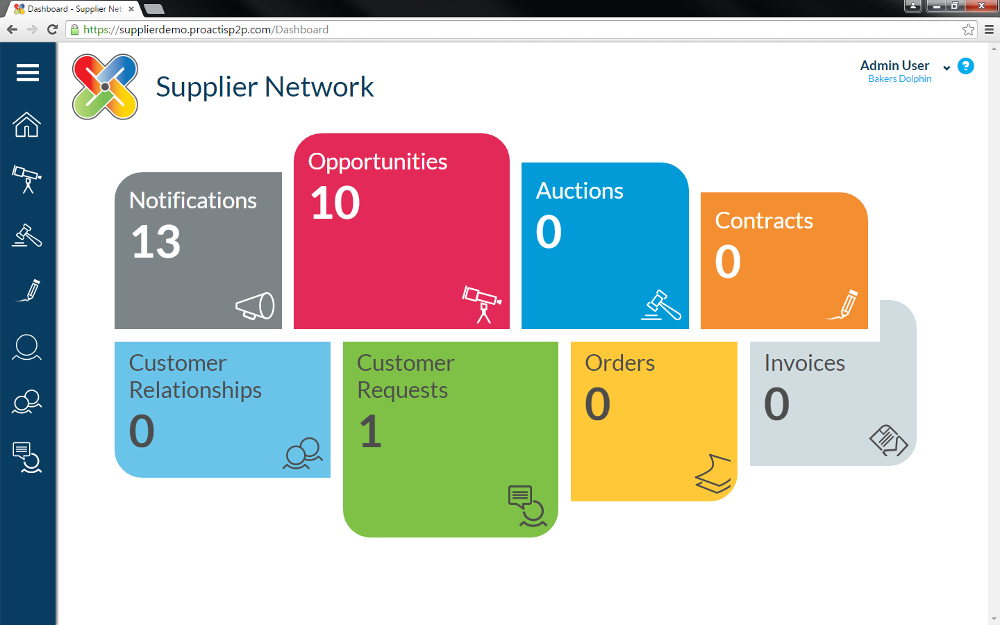 Dashboard - Supplier Net
https://supplierdemo.proactisp2p.com/Dashboard
Supplier Network
Admin User
Bakers Dolphin
?
Notifications
13
Opportunities
10
Auctions
0
Contracts
0
Customer
Relationships
0
Customer
Requests
1
Orders
0
Invoices
0